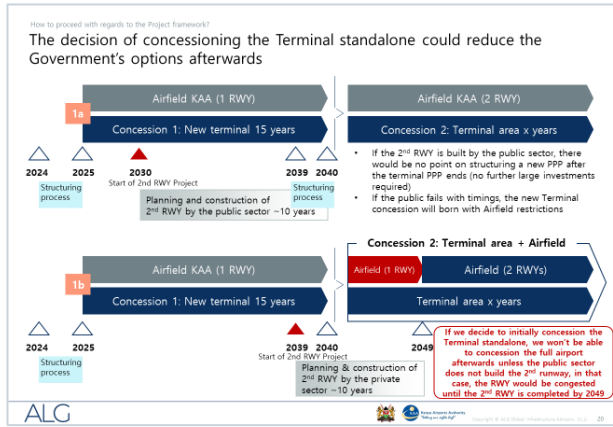 How to proceed with regards to the Project framework?
The decision of concessioning the Terminal standalone could reduce the
Government's options afterwards
Airfield KAA (1 RWY)
Airfield KAA (2 RWY)
1a
Concession 1: New terminal 15 years
Concession 2: Terminal area x years
2024
2025
2030
2039
2040
Structuring
process
Start of 2nd RWY Project
Structuring
process
Planning and construction of
2nd RWY by the public sector ~10 years
• If the 2nd RWY is built by the public sector, there
would be no point on structuring a new PPP after
the terminal PPP ends (no further large investments
required)
• If the public fails with timings, the new Terminal
concession will born with Airfield restrictions
Concession 2: Terminal area + Airfield
Airfield KAA (1 RWY)
Airfield (1 RWY)
Airfield (2 RWYs)
1b
Concession 1: New terminal 15 years
Terminal area x years
2024
2025
2039
2040
2049
Structuring
process
Start of 2nd RWY Project
Planning & construction of
2nd RWY by the private
sector ~10 years
If we decide to initially concession the
Terminal standalone, we won't be able
to concession the full airport
afterwards unless the public sector
does not build the 2nd runway, in that
case, the RWY would be congested
until the 2nd RWY is completed by 2049
ALG
Kenya Airports Authority
Copyright © ALG Global Infrastructure Advisors, S.L.U.
20